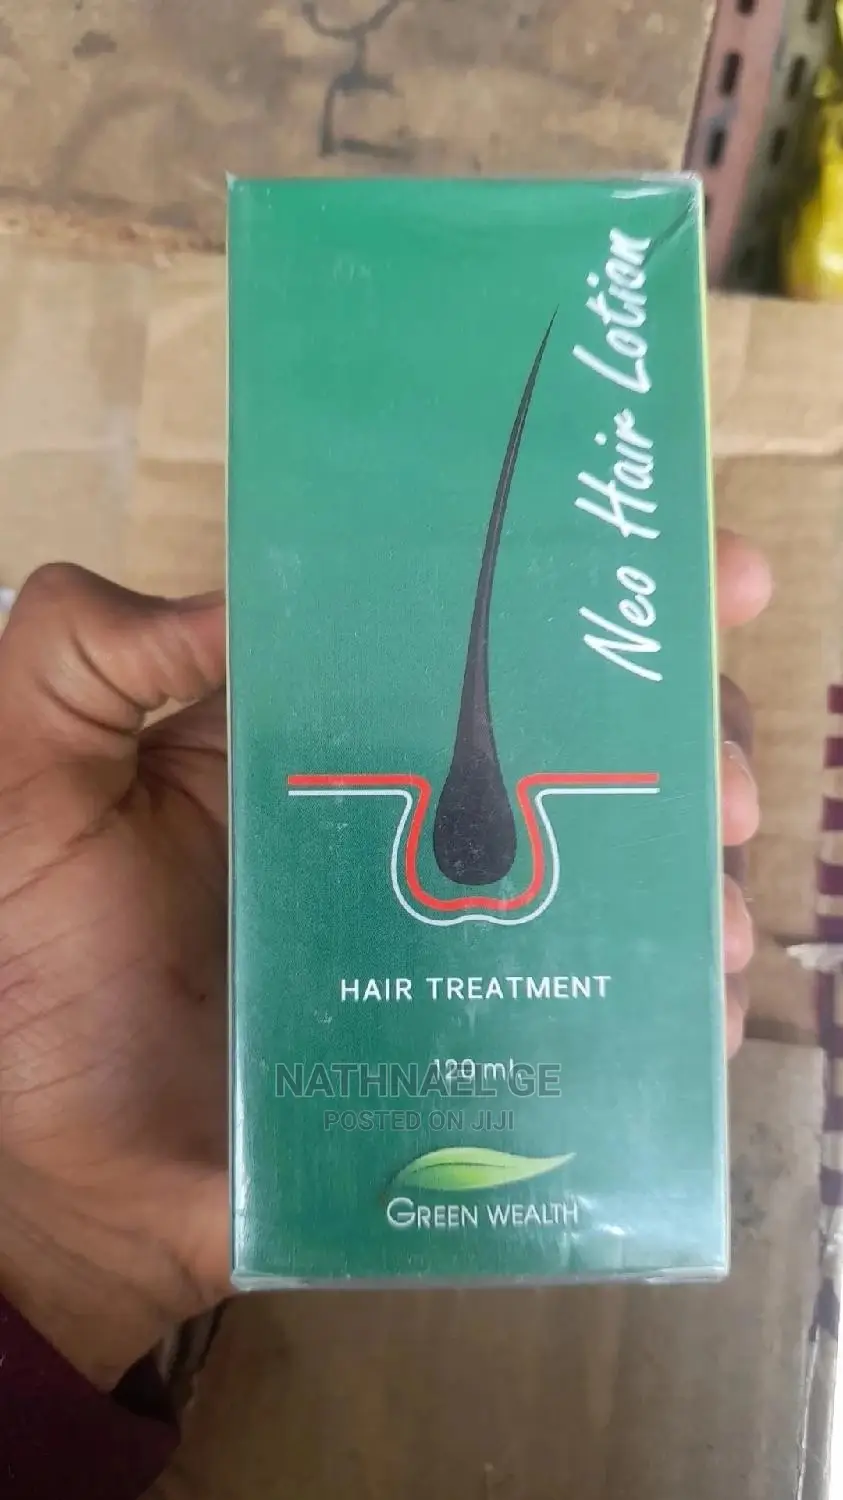 Neo Hair Lotion
HAIR TREATMENT
120 ml.
NATHNAEL GE
POSTED ON JIJI
GREEN WEALTH